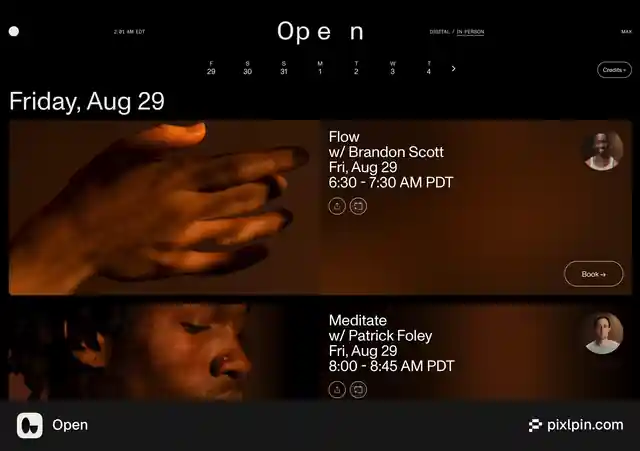 2:01 AM EDT
Open
DIGITAL / IN PERSON
MAX
F S S M T W T
29 30 31 1 2 3 4
Credits +
Friday, Aug 29
Flow
w/ Brandon Scott
Fri, Aug 29
6:30 - 7:30 AM PDT
Book →
Meditate
w/ Patrick Foley
Fri, Aug 29
8:00 - 8:45 AM PDT
Open
pixlpin.com